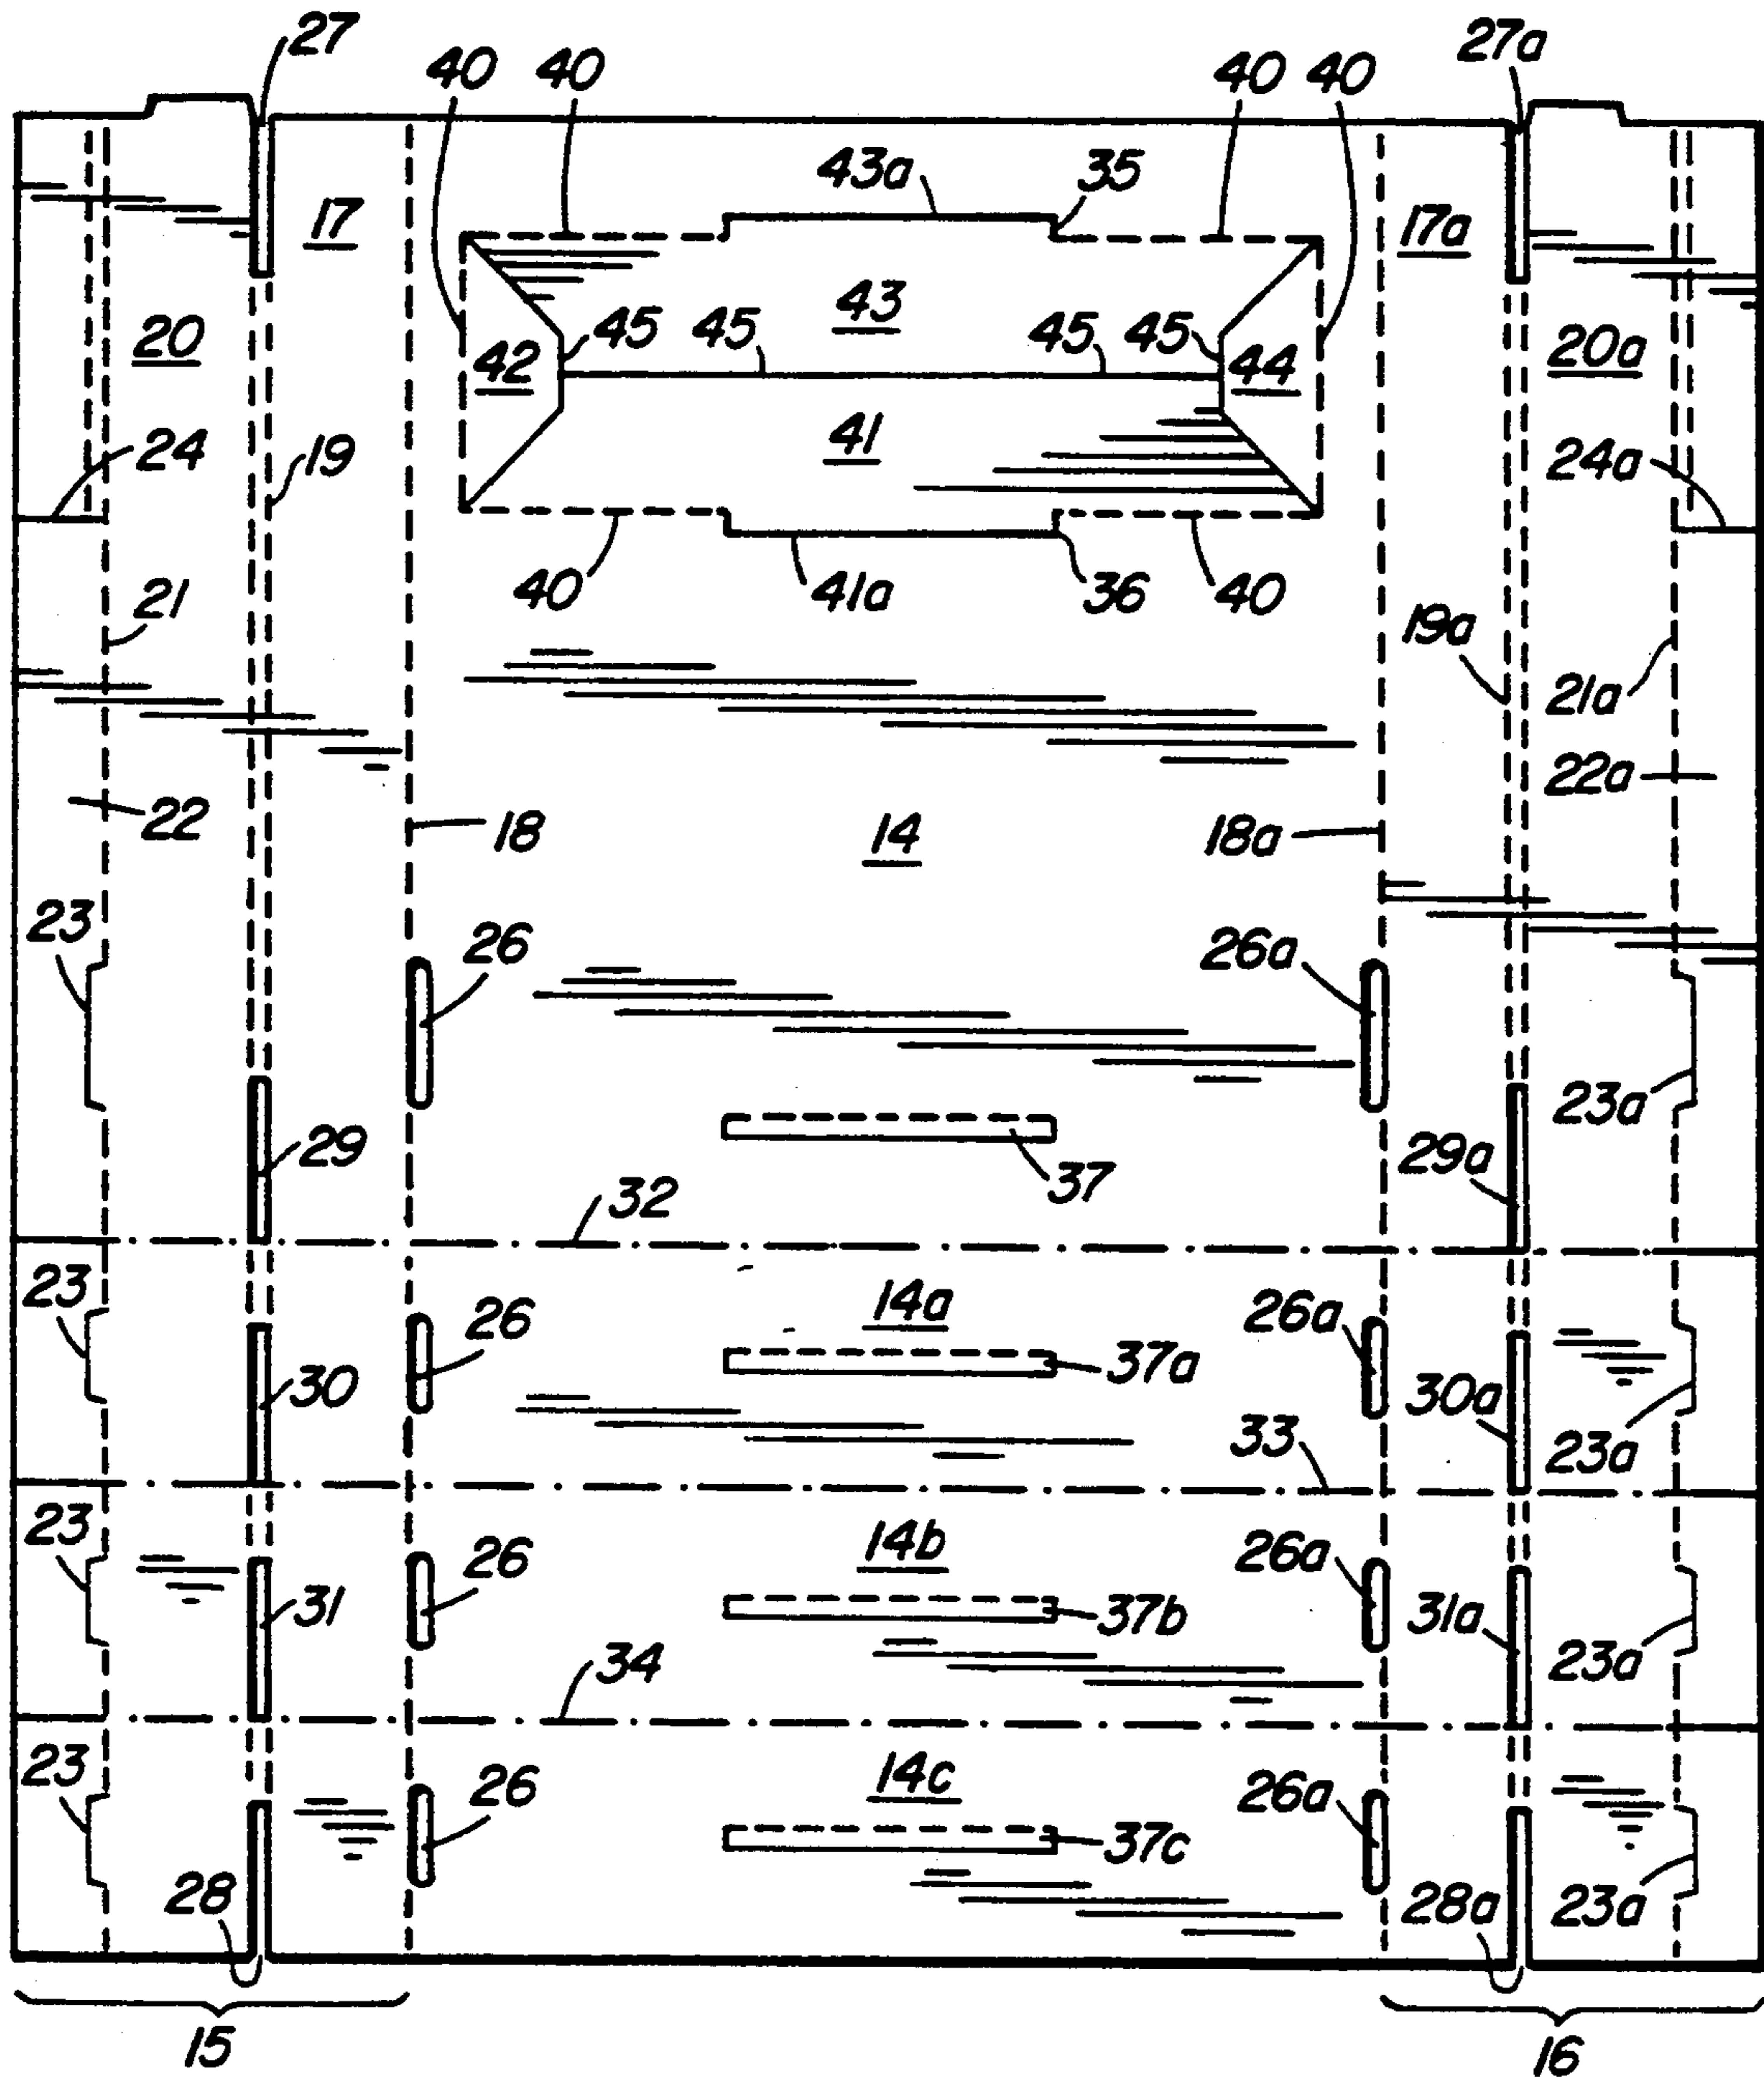 27 27a
40 40 40 40
43a 35
17 17a
43
20 45 45 45 45 20a
42 44
41
24 19 24a
40 41a 36 40
21 19a
21a
22 22a
18 14 18a
23 26 26a
23a
29 37 29a
32
23 14a
26 26a
37a
30 30a
33 23a
23 14b
26 26a
31 37b 31a
34 23a
23 14c
26 37c 26a
28 28a 23a
15 16